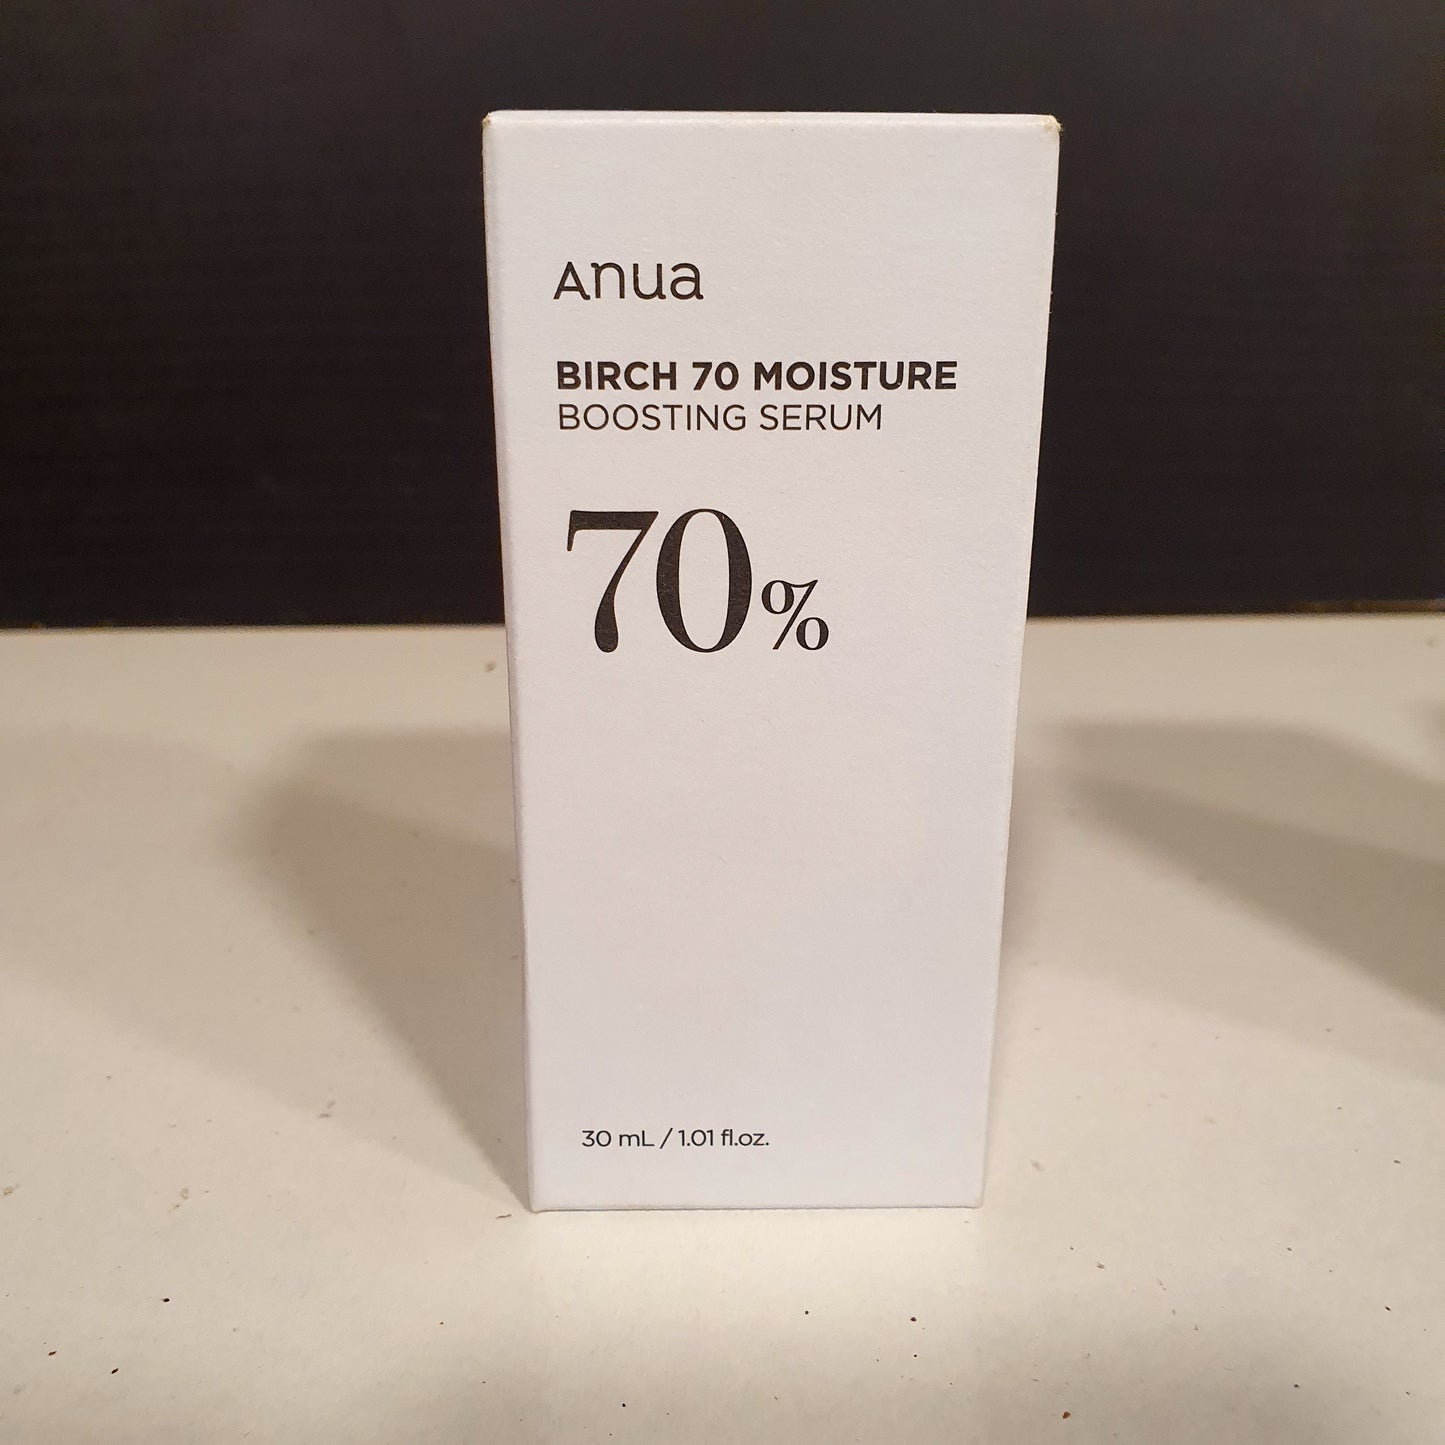 Anua
BIRCH 70 MOISTURE
BOOSTING SERUM
70%
30 mL / 1.01 fl.oz.